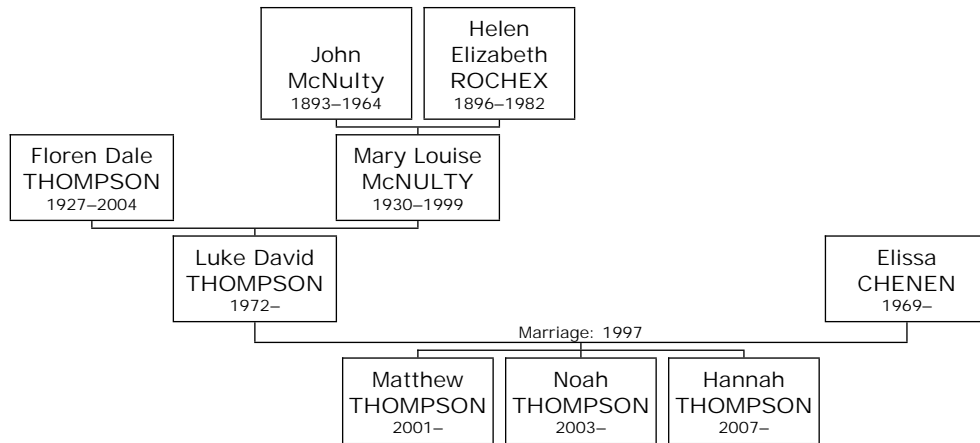 John
McNulty
1893–1964
Helen
Elizabeth
ROCHEX
1896–1982
Floren Dale
THOMPSON
1927–2004
Mary Louise
McNULTY
1930–1999
Luke David
THOMPSON
1972–
Elissa
CHENEN
1969–
Marriage: 1997
Matthew
THOMPSON
2001–
Noah
THOMPSON
2003–
Hannah
THOMPSON
2007–